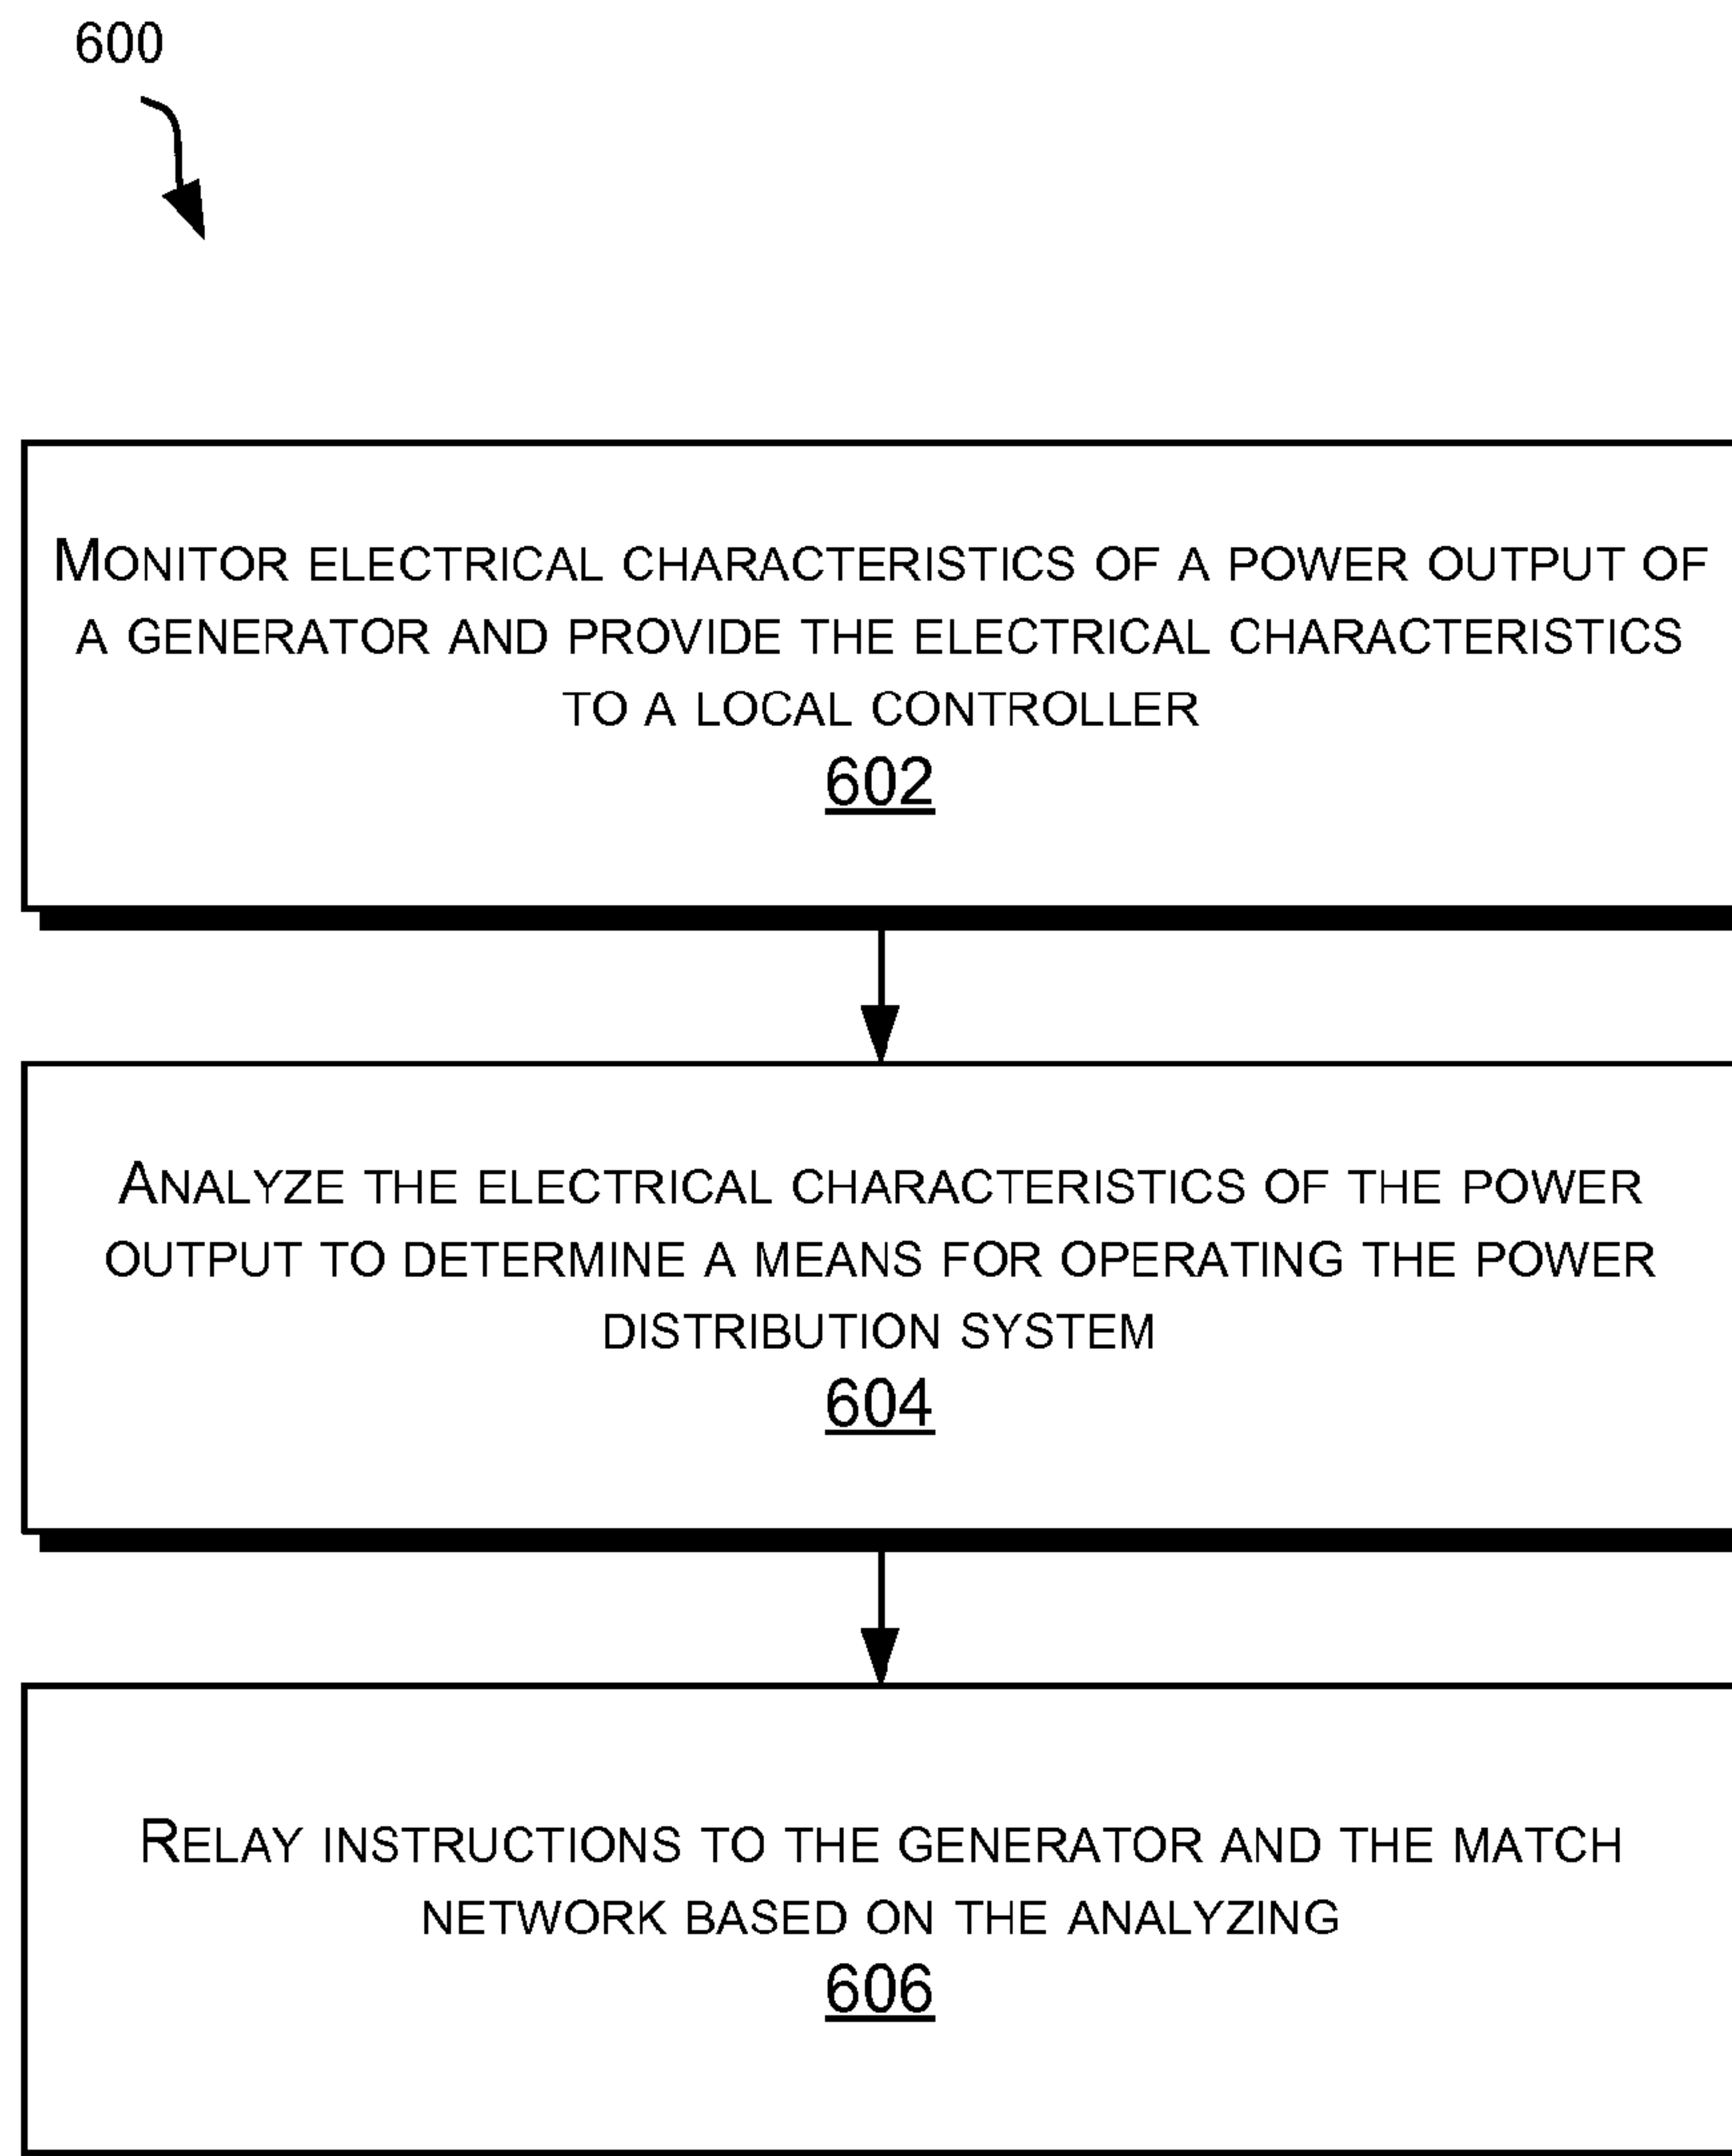 600
MONITOR ELECTRICAL CHARACTERISTICS OF A POWER OUTPUT OF
A GENERATOR AND PROVIDE THE ELECTRICAL CHARACTERISTICS
TO A LOCAL CONTROLLER
602
ANALYZE THE ELECTRICAL CHARACTERISTICS OF THE POWER
OUTPUT TO DETERMINE A MEANS FOR OPERATING THE POWER
DISTRIBUTION SYSTEM
604
RELAY INSTRUCTIONS TO THE GENERATOR AND THE MATCH
NETWORK BASED ON THE ANALYZING
606